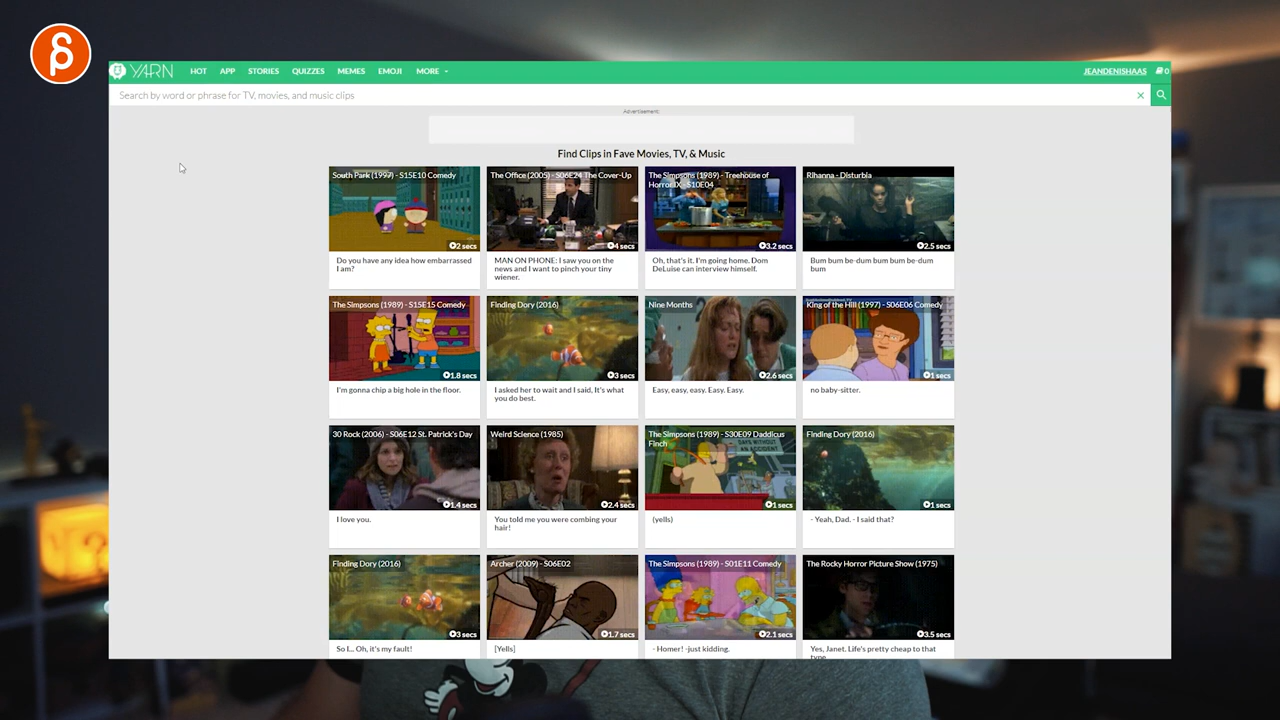 YARN
HOT APP STORIES QUIZZES MEMES EMOJI MORE
JEANDENISHAAS 0
Search by word or phrase for TV, movies, and music clips
Advertisement
Find Clips in Fave Movies, TV, & Music
South Park (1997) - S15E10 Comedy
2 secs
Do you have any idea how embarrassed
I am?
The Office (2005) - S06E24 The Cover-Up
4 secs
MAN ON PHONE: I saw you on the
news and I want to pinch your tiny
wiener.
The Simpsons (1989) - Treehouse of
Horror IX - S10E04
3.2 secs
Oh, that's it. I'm going home. Dom
DeLuise can interview himself.
Rihanna - Disturbia
2.5 secs
Bum bum be-dum bum bum be-dum
bum
The Simpsons (1989) - S15E15 Comedy
1.8 secs
I'm gonna chip a big hole in the floor.
Finding Dory (2016)
3 secs
I asked her to wait and I said, It's what
you do best.
Nine Months
2.6 secs
Easy, easy, easy. Easy. Easy.
King of the Hill (1997) - S06E06 Comedy
1 secs
no baby-sitter.
30 Rock (2006) - S06E12 St. Patrick's Day
1.4 secs
I love you.
Weird Science (1985)
2.4 secs
You told me you were combing your
hair!
The Simpsons (1989) - S30E09 Daddicus
Finch
1 secs
(yells)
Finding Dory (2016)
1 secs
- Yeah, Dad. - I said that?
Finding Dory (2016)
3 secs
So I... Oh, it's my fault!
Archer (2009) - S06E02
1.7 secs
[Yells]
The Simpsons (1989) - S01E11 Comedy
2.1 secs
- Homer! -just kidding.
The Rocky Horror Picture Show (1975)
3.5 secs
Yes, Janet. Life's pretty cheap to that
type